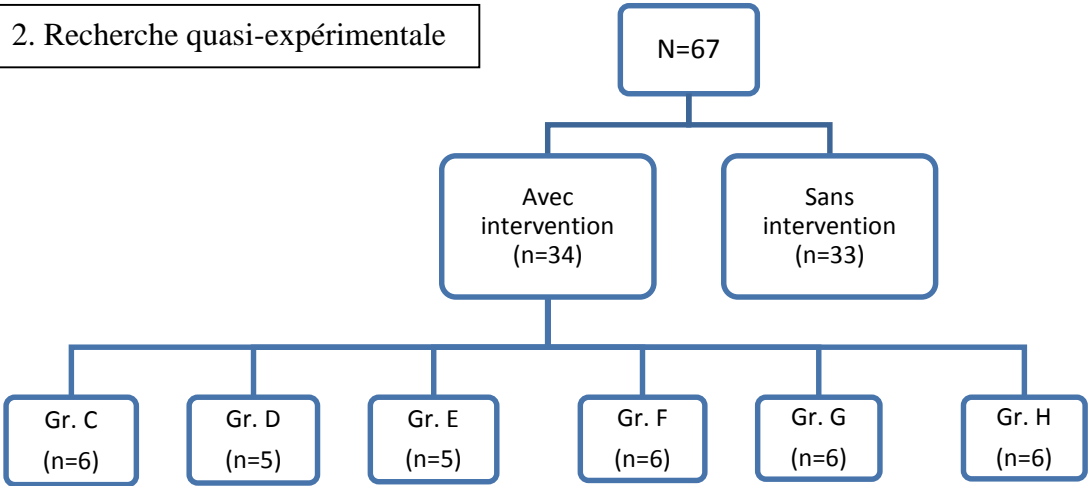 2. Recherche quasi-expérimentale
N=67
Avec
intervention
(n=34)
Sans
intervention
(n=33)
Gr. C
(n=6)
Gr. D
(n=5)
Gr. E
(n=5)
Gr. F
(n=6)
Gr. G
(n=6)
Gr. H
(n=6)